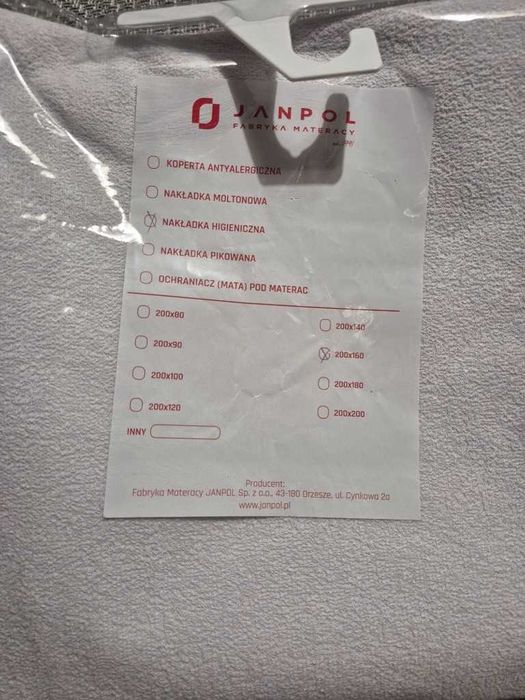 JANPOL
FABRYKA MATERACY
KOPERTA ANTYALERGICZNA
NAKŁADKA MOLTONOWA
NAKŁADKA HIGIENICZNA
NAKŁADKA PIKOWANA
OCHRANIACZ (MATA) POD MATERAC
200x80
200x90
200x100
200x120
200x140
200x160
200x180
200x200
INNY
Producent:
Fabryka Materacy JANPOL Sp. z o.o., 43-180 Orzesze, ul. Cynkowa 2a
www.janpol.pl